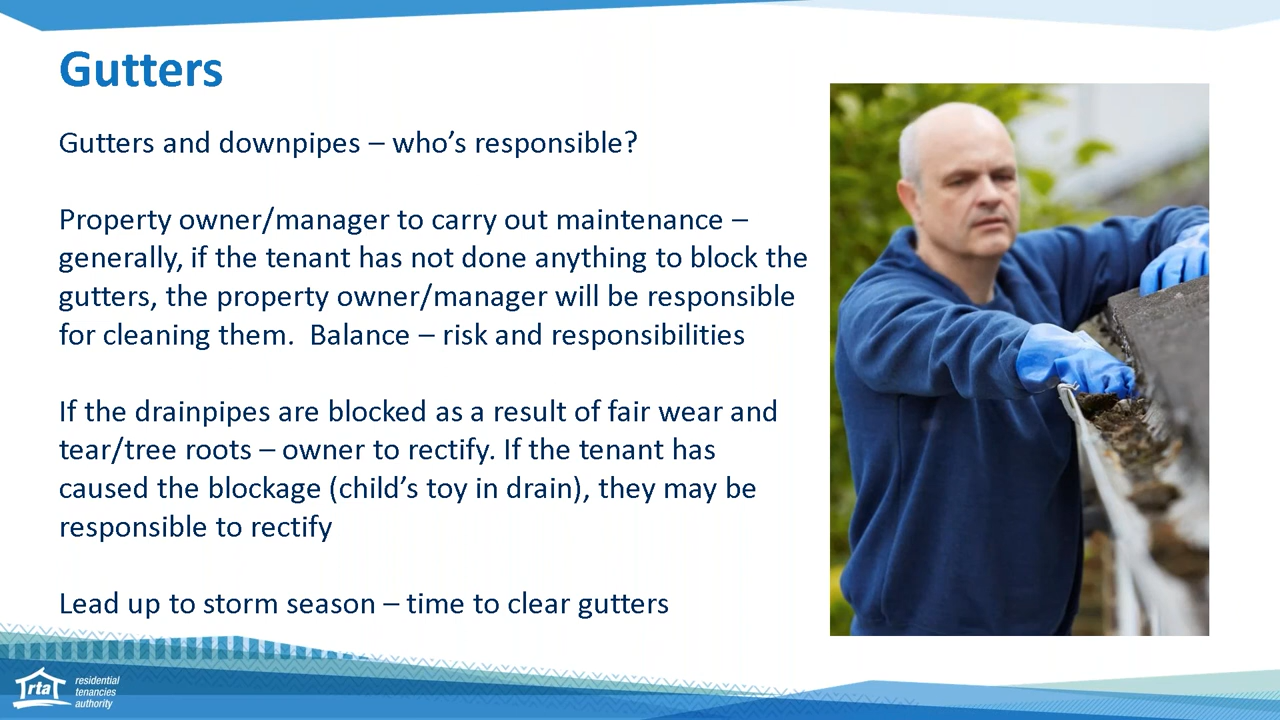 Gutters
Gutters and downpipes – who's responsible?
Property owner/manager to carry out maintenance –
generally, if the tenant has not done anything to block the
gutters, the property owner/manager will be responsible
for cleaning them.  Balance – risk and responsibilities
If the drainpipes are blocked as a result of fair wear and
tear/tree roots – owner to rectify. If the tenant has
caused the blockage (child's toy in drain), they may be
responsible to rectify
Lead up to storm season – time to clear gutters
rta
residential
tenancies
authority